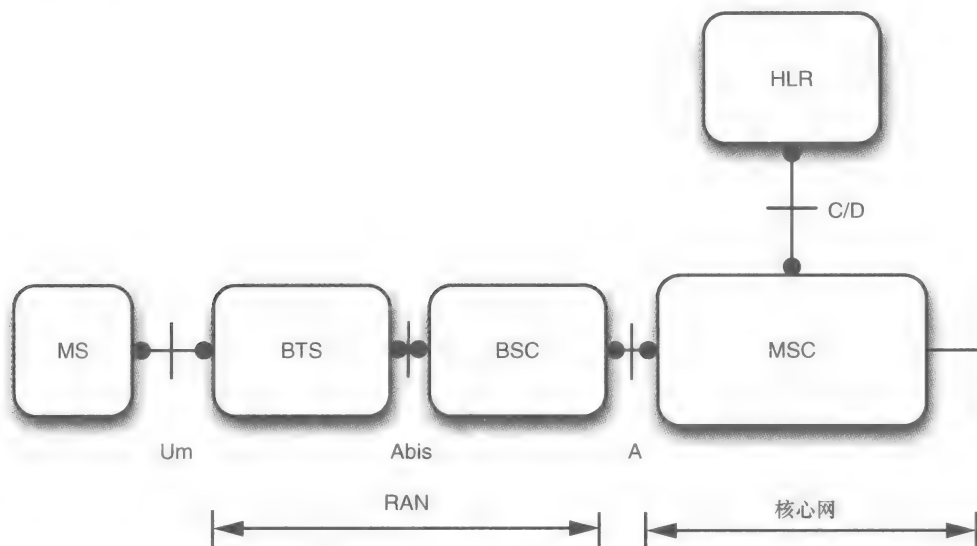 HLR
C/D
MS
BTS
BSC
MSC
Um
Abis
A
RAN
核心网